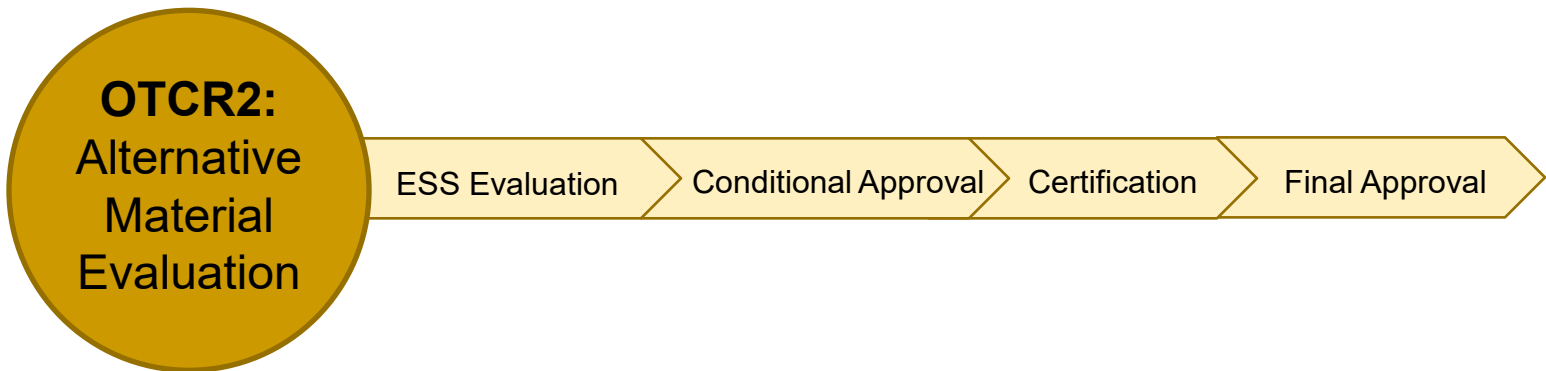 OTCR2:
Alternative
Material
Evaluation
ESS Evaluation
Conditional Approval
Certification
Final Approval